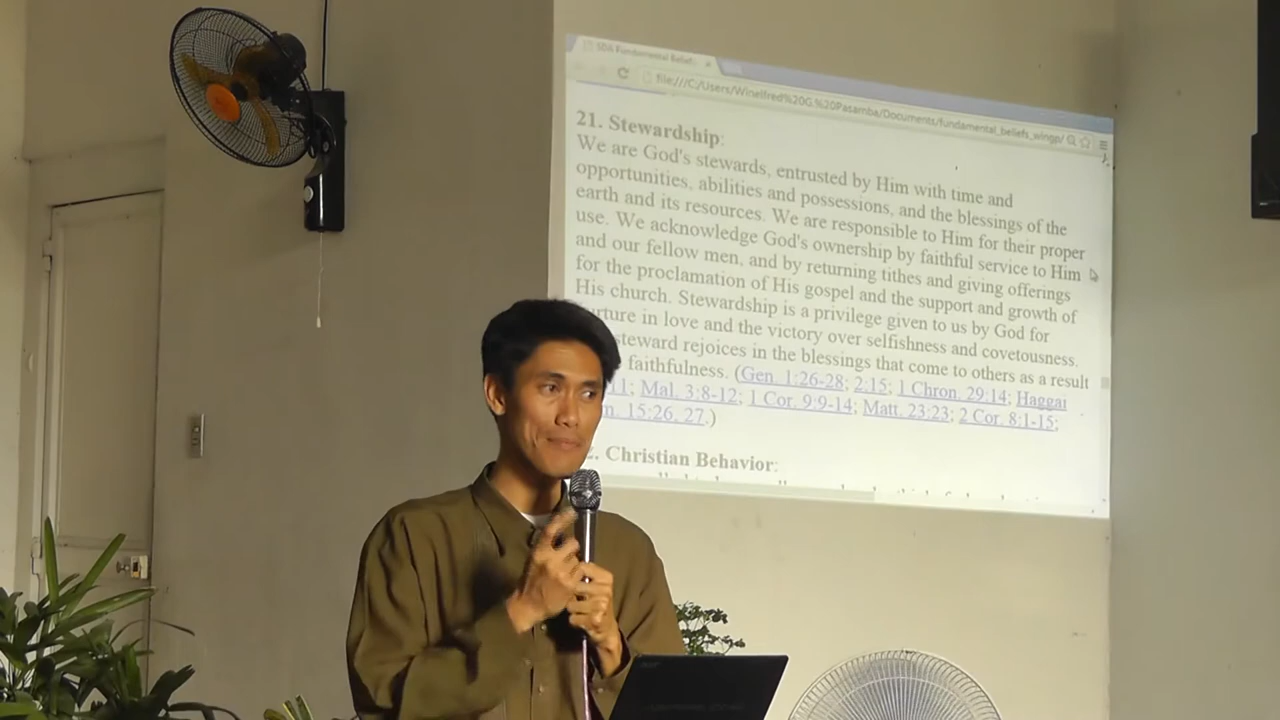 SDA Fundamental Belief
file:///C:/Users/Winelfred%20G.%20Pasamba/Documents/fundamental_beliefs_wingp/
21. Stewardship:
We are God's stewards, entrusted by Him with time and
opportunities, abilities and possessions, and the blessings of the
earth and its resources. We are responsible to Him for their proper
use. We acknowledge God's ownership by faithful service to Him
and our fellow men, and by returning tithes and giving offerings
for the proclamation of His gospel and the support and growth of
His church. Stewardship is a privilege given to us by God for
urture in love and the victory over selfishness and covetousness.
steward rejoices in the blessings that come to others as a result
faithfulness. (Gen. 1:26-28; 2:15; 1 Chron. 29:14; Haggai
11; Mal. 3:8-12; 1 Cor. 9:9-14; Matt. 23:23; 2 Cor. 8:1-15;
m. 15:26, 27.)
. Christian Behavior:
acer